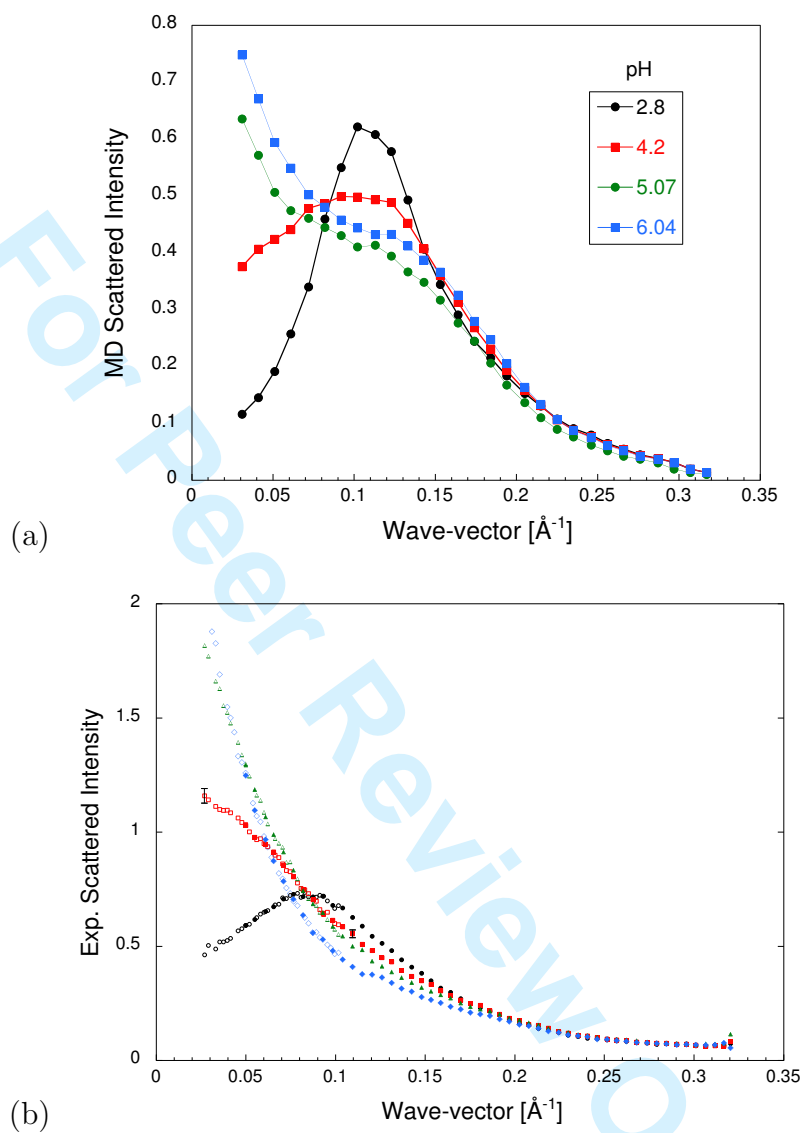 0.8
0.7
0.6
0.5
0.4
0.3
0.2
0.1
0
MD Scattered Intensity
pH
2.8
4.2
5.07
6.04
0 0.05 0.1 0.15 0.2 0.25 0.3 0.35
Wave-vector [Å-1]
(a)
2
1.5
1
0.5
0
Exp. Scattered Intensity
0 0.05 0.1 0.15 0.2 0.25 0.3 0.35
Wave-vector [Å-1]
(b)
For Peer Review O